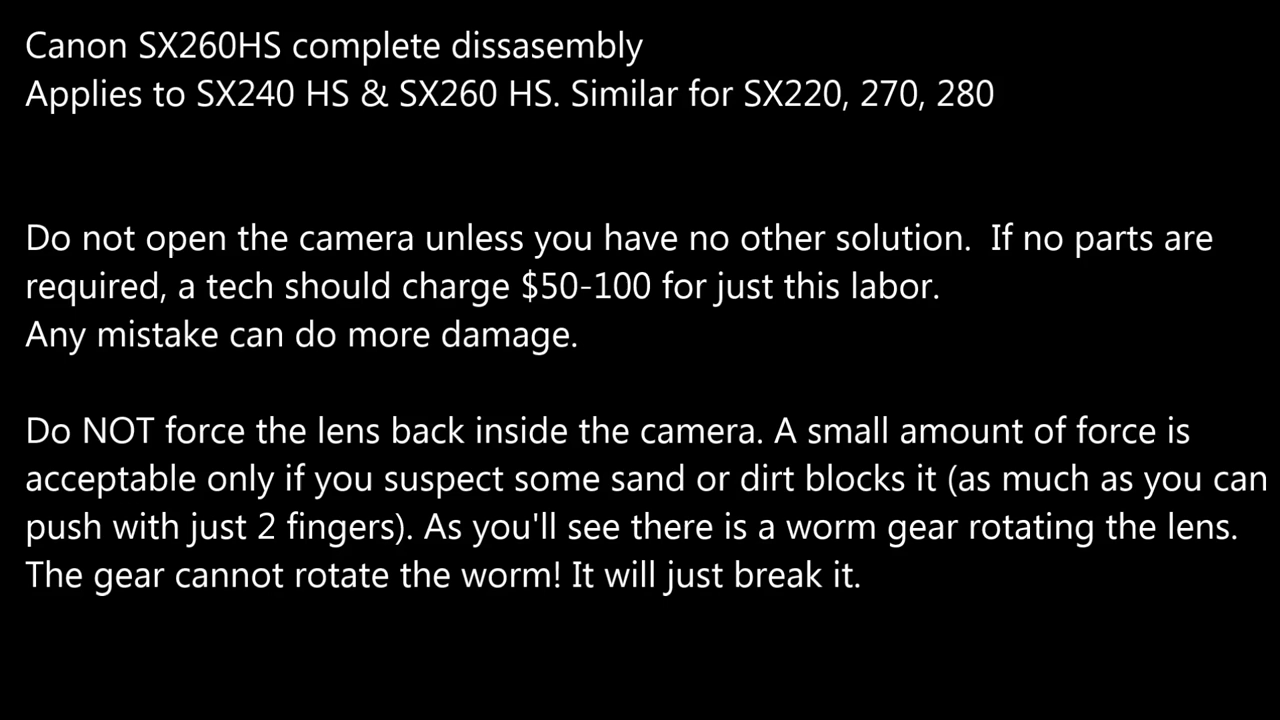 Canon SX260HS complete dissasembly
Applies to SX240 HS & SX260 HS. Similar for SX220, 270, 280
Do not open the camera unless you have no other solution.  If no parts are
required, a tech should charge $50-100 for just this labor.
Any mistake can do more damage.
Do NOT force the lens back inside the camera. A small amount of force is
acceptable only if you suspect some sand or dirt blocks it (as much as you can
push with just 2 fingers). As you'll see there is a worm gear rotating the lens.
The gear cannot rotate the worm! It will just break it.